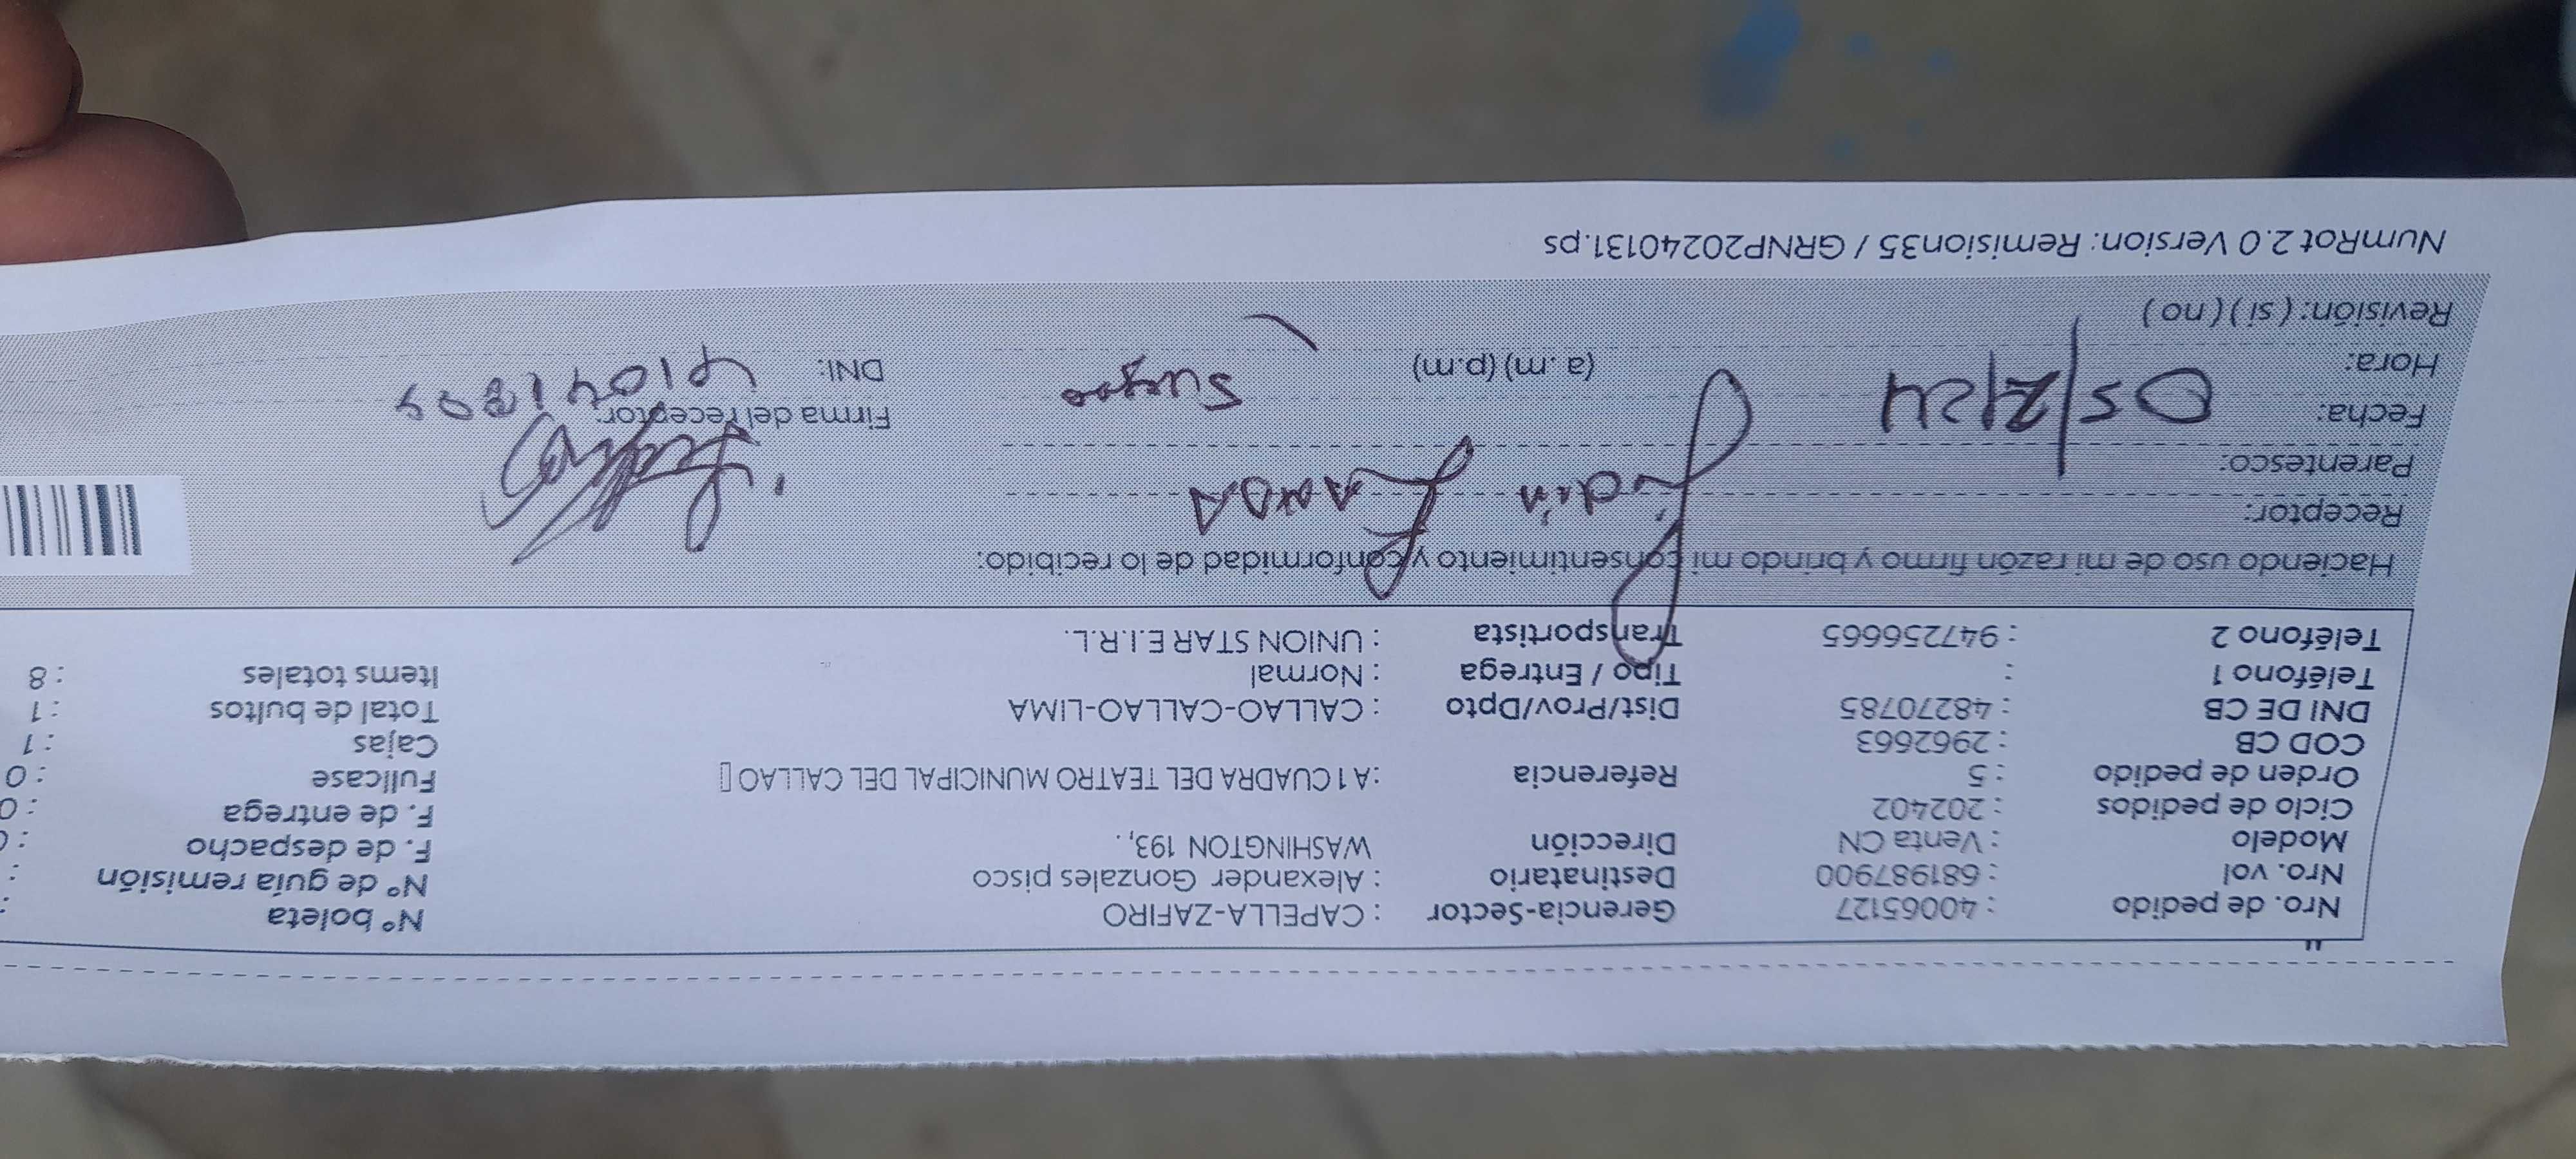 Nro. de pedido : 40065127 Gerencia-Sector : CAPELLA-ZAFIRO N° boleta :
Nro. vol : 681987900 Destinatario : Alexander Gonzales pisco N° de guía remisión :
Modelo : Venta CN Dirección WASHINGTON 193, . F. de despacho :
Ciclo de pedidos : 202402 F. de entrega : 0
Orden de pedido : 5 Referencia : A 1 CUADRA DEL TEATRO MUNICIPAL DEL CALLAO Fullcase : 0
COD CB : 2962663 Cajas : 1
DNI DE CB : 48270785 Dist/Prov/Dpto : CALLAO-CALLAO-LIMA Total de bultos : 1
Teléfono 1 : Tipo / Entrega : Normal Items totales : 8
Teléfono 2 : 947256665 Transportista : UNION STAR E.I.R.L.
Haciendo uso de mi razón firmo y brindo mi consentimiento y conformidad de lo recibido:
Receptor:
Parentesco:
Fecha: 05/2/24 Firma del receptor:
Hora: (a. m) (p.m) DNI:
Revisión: ( si ) ( no )
NumRot 2.0 Version: Remision35 / GRNP20240131.ps